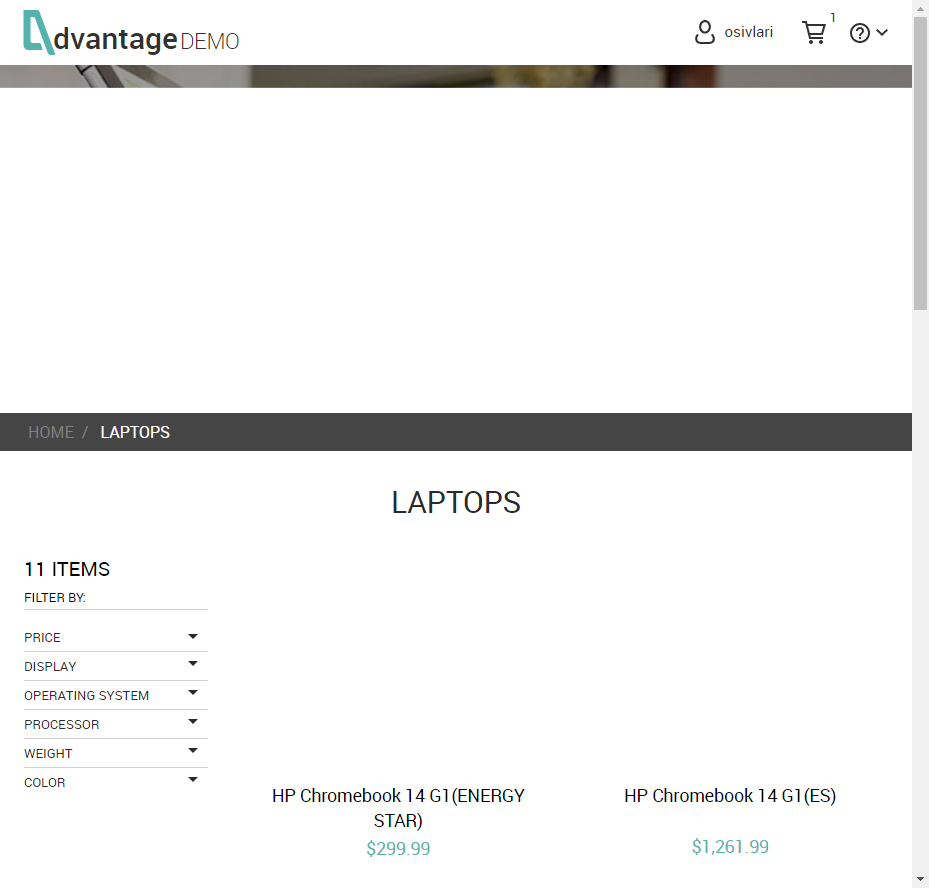 dvantage DEMO
osivlari
1
?
HOME / LAPTOPS
LAPTOPS
11 ITEMS
FILTER BY:
PRICE
DISPLAY
OPERATING SYSTEM
PROCESSOR
WEIGHT
COLOR
HP Chromebook 14 G1(ENERGY
STAR)
$299.99
HP Chromebook 14 G1(ES)
$1,261.99